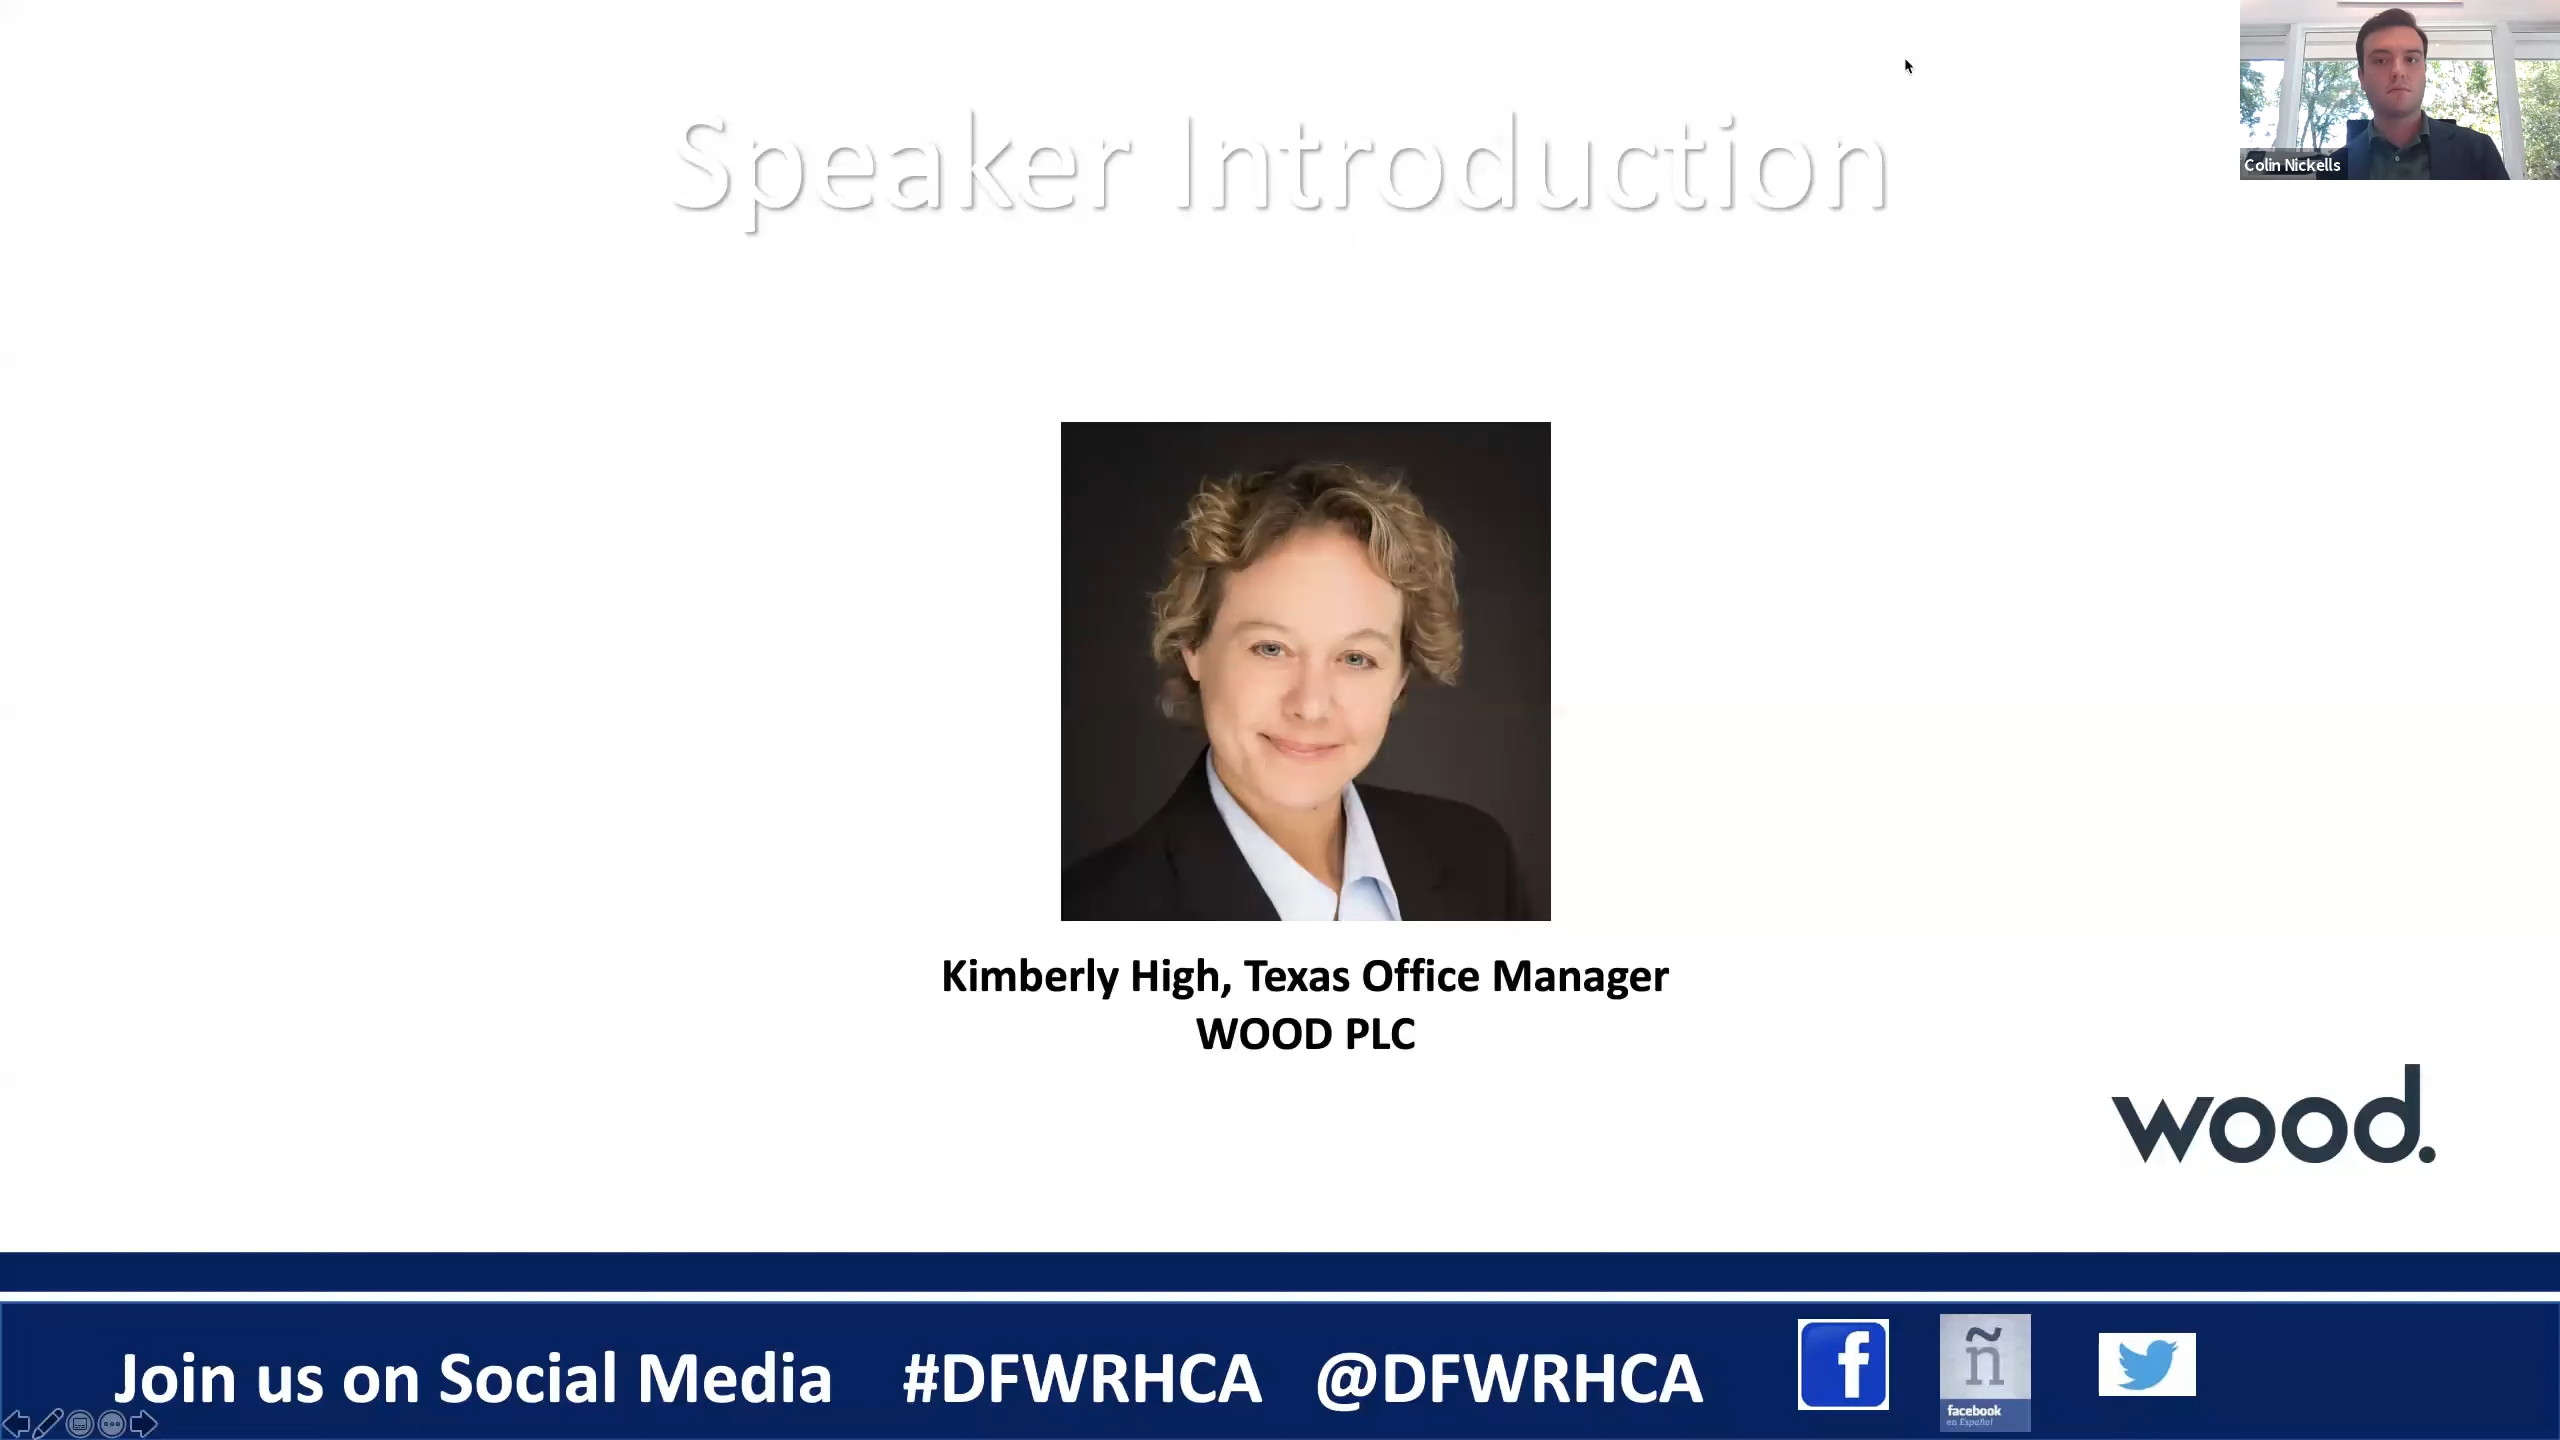 Speaker Introduction
Colin Nickells
Kimberly High, Texas Office Manager
WOOD PLC
wood.
Join us on Social Media #DFWRHCA @DFWRHCA
f
ñ
facebook
en Español